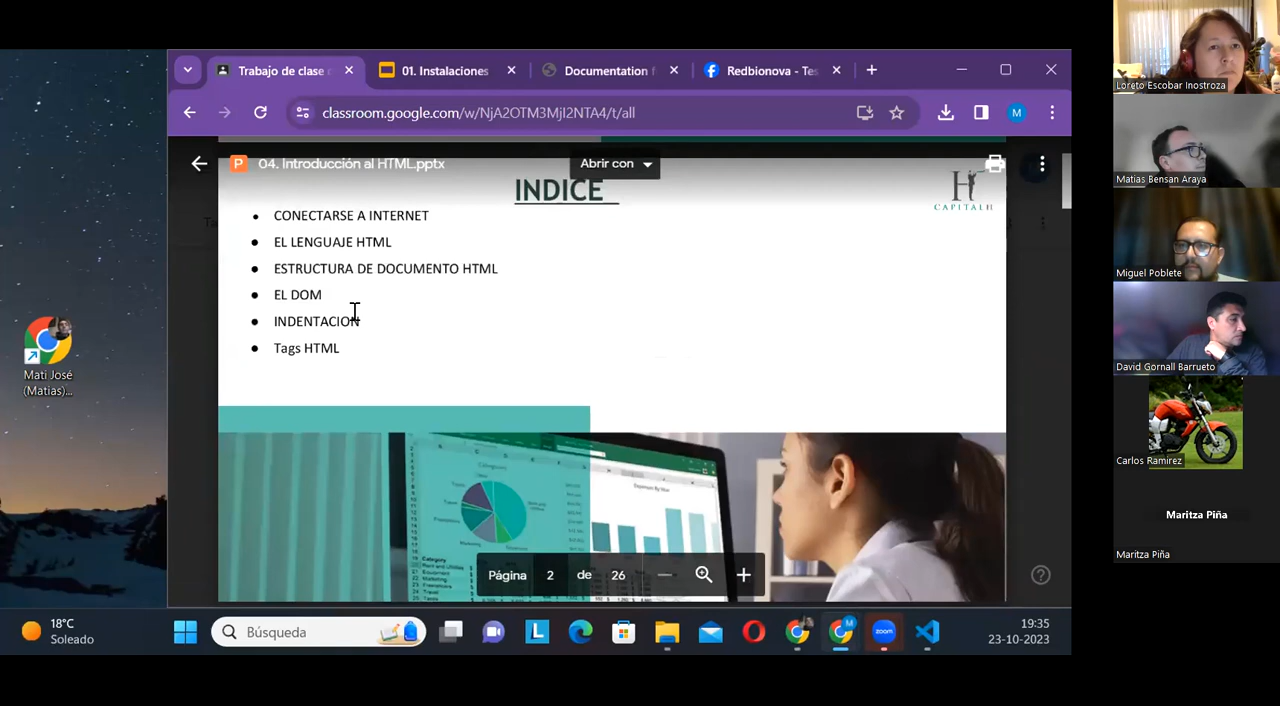 Trabajo de clase
01. Instalaciones
Documentation f
Redbionova - Tes
classroom.google.com/w/NjA2OTM3MjI2NTA4/t/all
M
04. Introducción al HTML.pptx
Abrir con
INDICE
H
CAPITAL H
CONECTARSE A INTERNET
EL LENGUAJE HTML
ESTRUCTURA DE DOCUMENTO HTML
EL DOM
INDENTACION
Tags HTML
Mati José
(Matias)...
Página 2 de 26
18°C
Soleado
Búsqueda
zoom
19:35
23-10-2023
Loreto Escobar Inostroza
Matias Bensan Araya
Miguel Poblete
David Gornall Barrueto
Carlos Ramirez
Maritza Piña
Maritza Piña